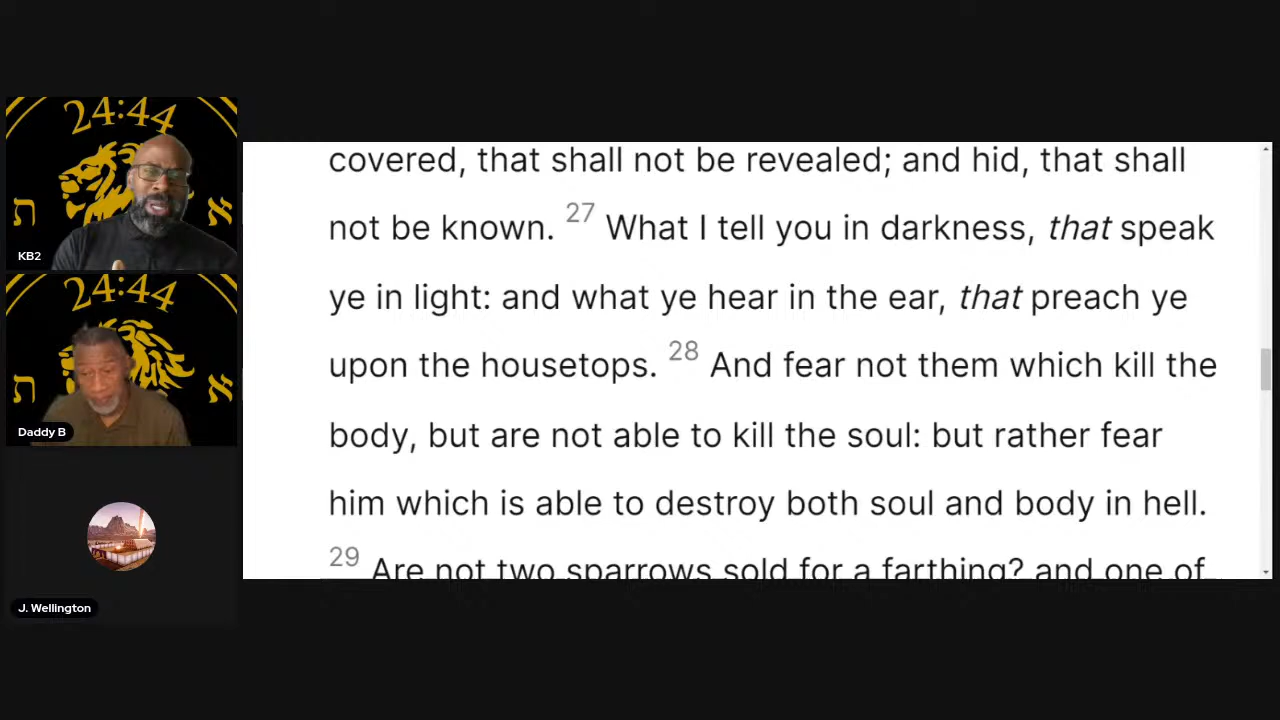 24:44
ת
א
KB2
24:44
ת
א
Daddy B
J. Wellington
covered, that shall not be revealed; and hid, that shall
not be known. 27 What I tell you in darkness, that speak
ye in light: and what ye hear in the ear, that preach ye
upon the housetops. 28 And fear not them which kill the
body, but are not able to kill the soul: but rather fear
him which is able to destroy both soul and body in hell.
29 Are not two sparrows sold for a farthing? and one of